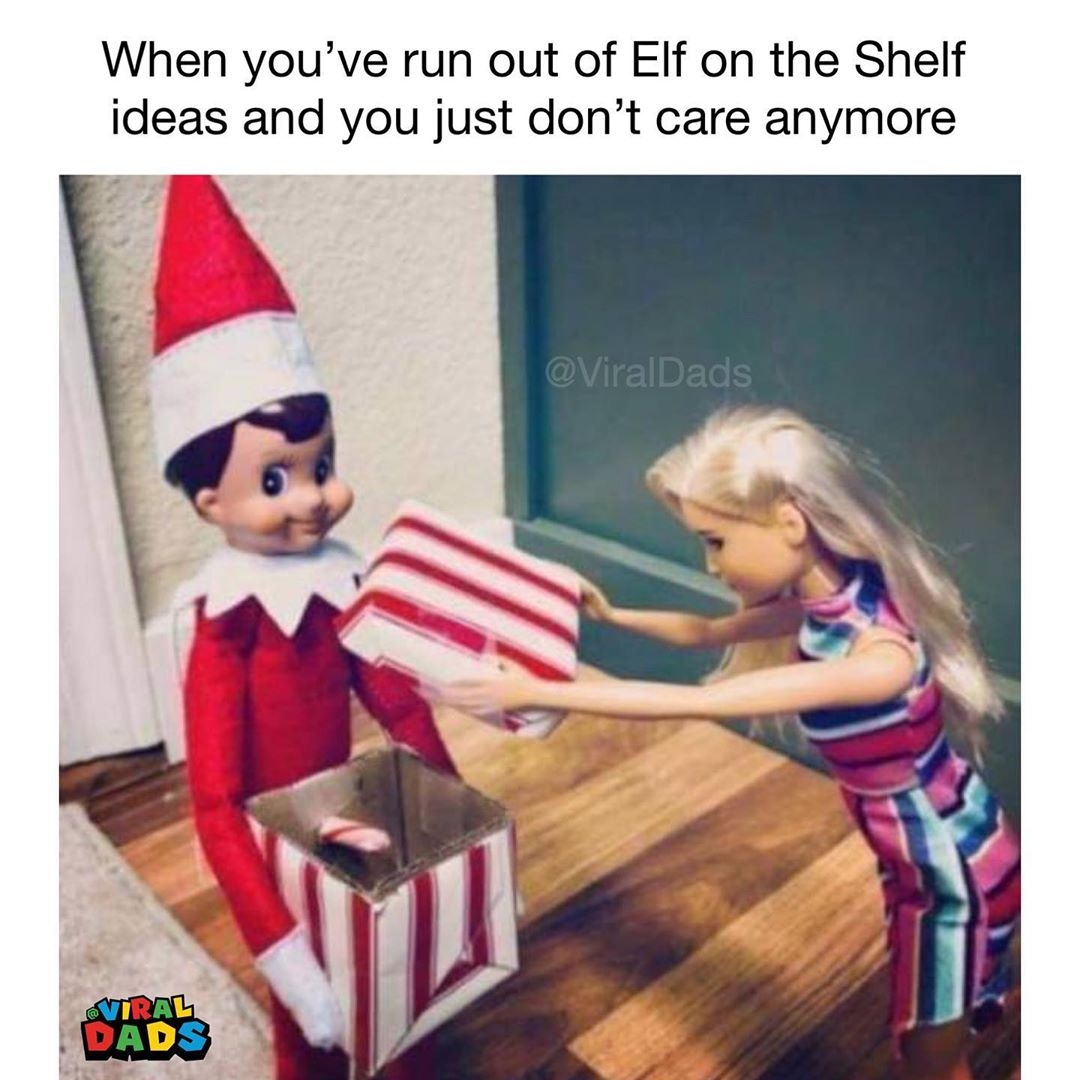 When you’ve run out of Elf on the Shelf
ideas and you just don’t care anymore
@ViralDads
@VIRAL
DADS